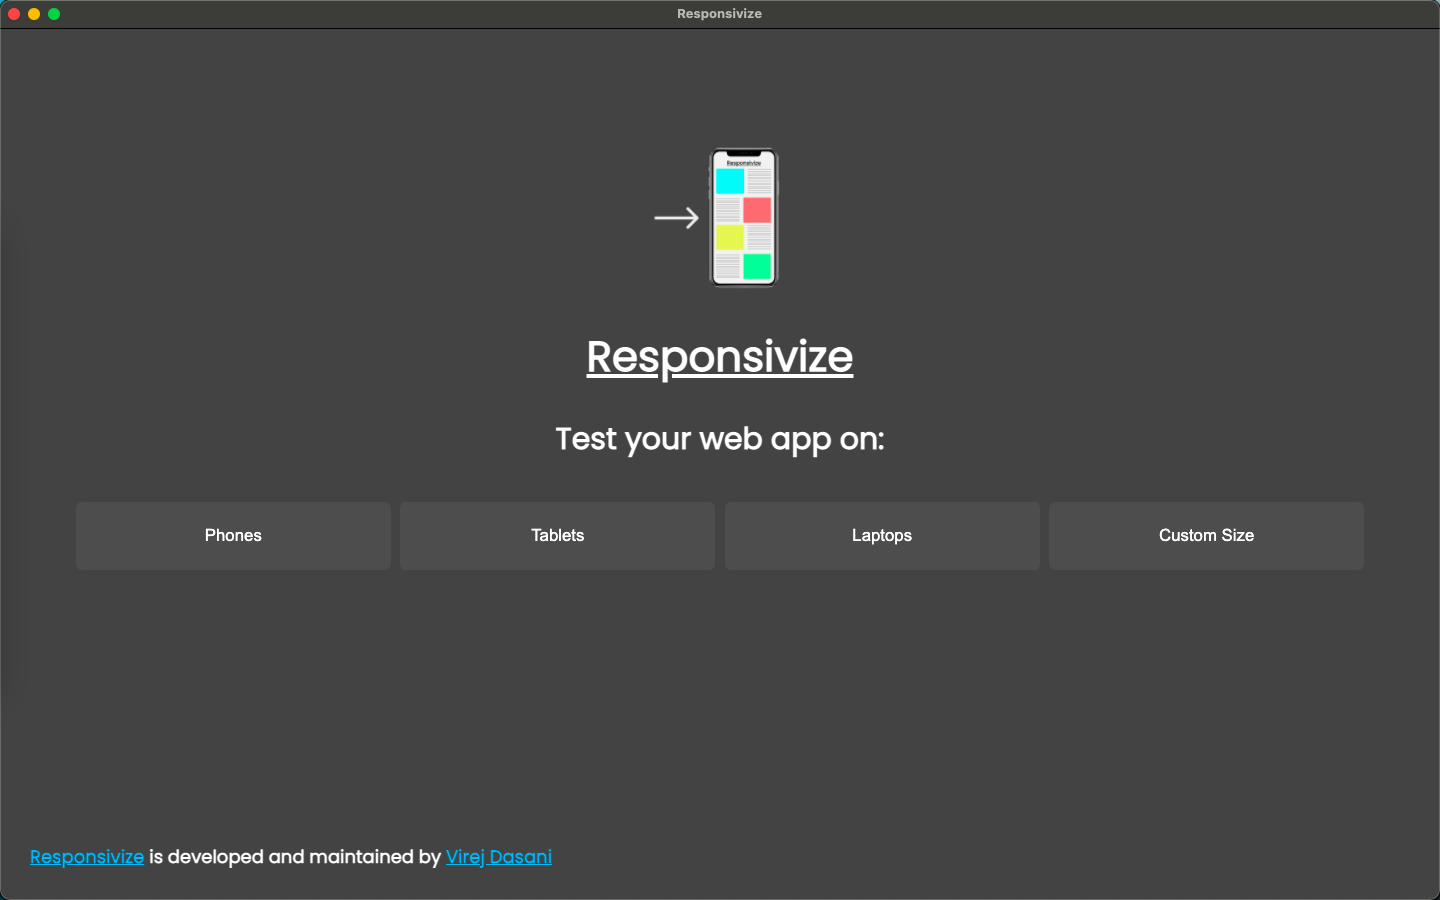 Responsivize
Responsivize
Responsivize
Test your web app on:
Phones
Tablets
Laptops
Custom Size
Responsivize is developed and maintained by Virej Dasani